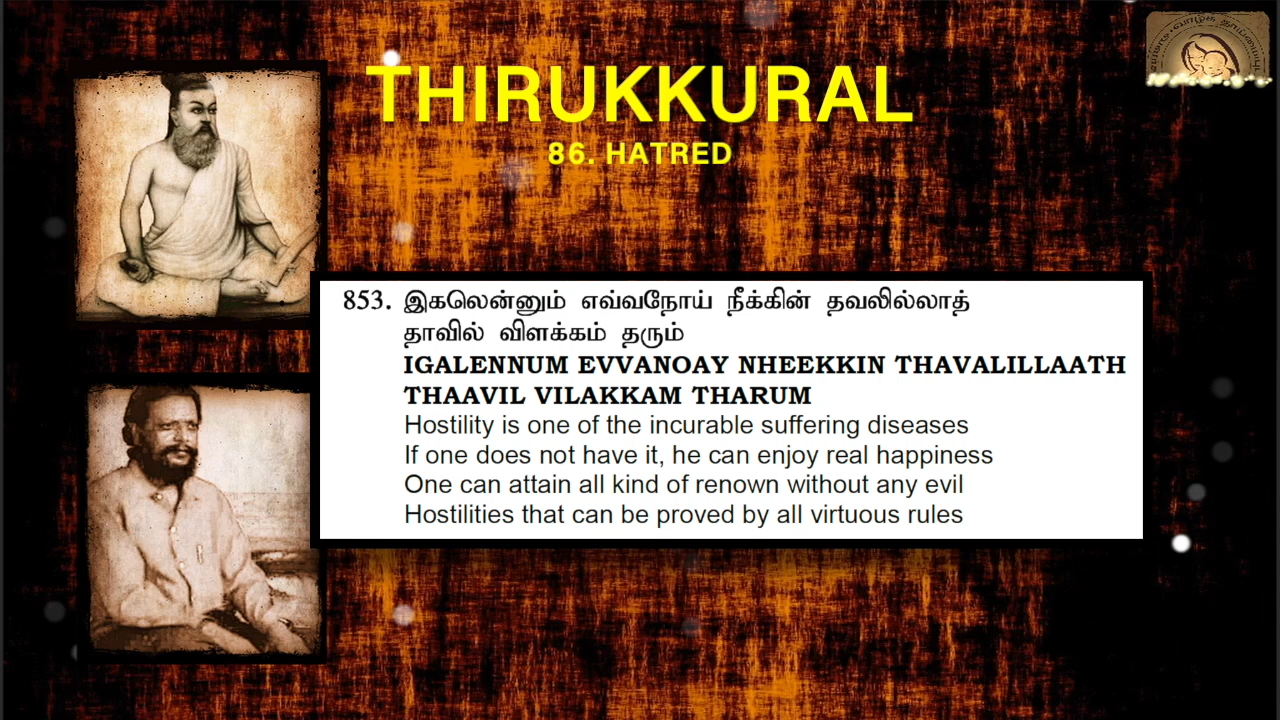 THIRUKKURAL
86. HATRED
853. இகலென்னும் எவ்வநோய் நீக்கின் தவலில்லாத்
தாவில் விளக்கம் தரும்
IGALENNUM EVVANOAY NHEEKKIN THAVALILLAATH
THAAVIL VILAKKAM THARUM
Hostility is one of the incurable suffering diseases
If one does not have it, he can enjoy real happiness
One can attain all kind of renown without any evil
Hostilities that can be proved by all virtuous rules